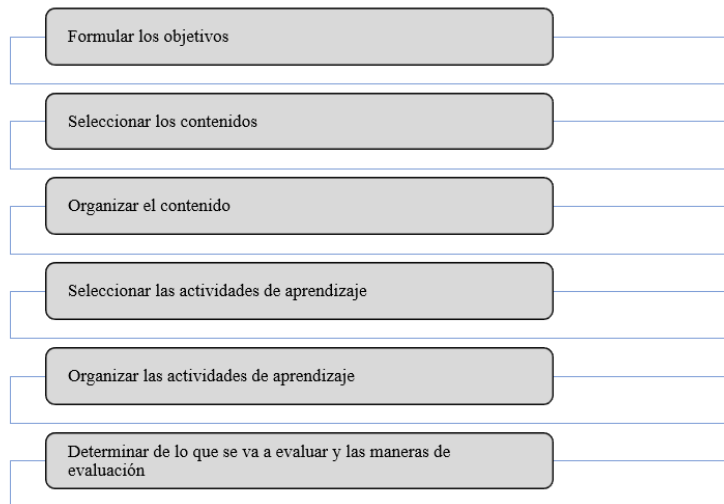 Formular los objetivos
Seleccionar los contenidos
Organizar el contenido
Seleccionar las actividades de aprendizaje
Organizar las actividades de aprendizaje
Determinar de lo que se va a evaluar y las maneras de
evaluación